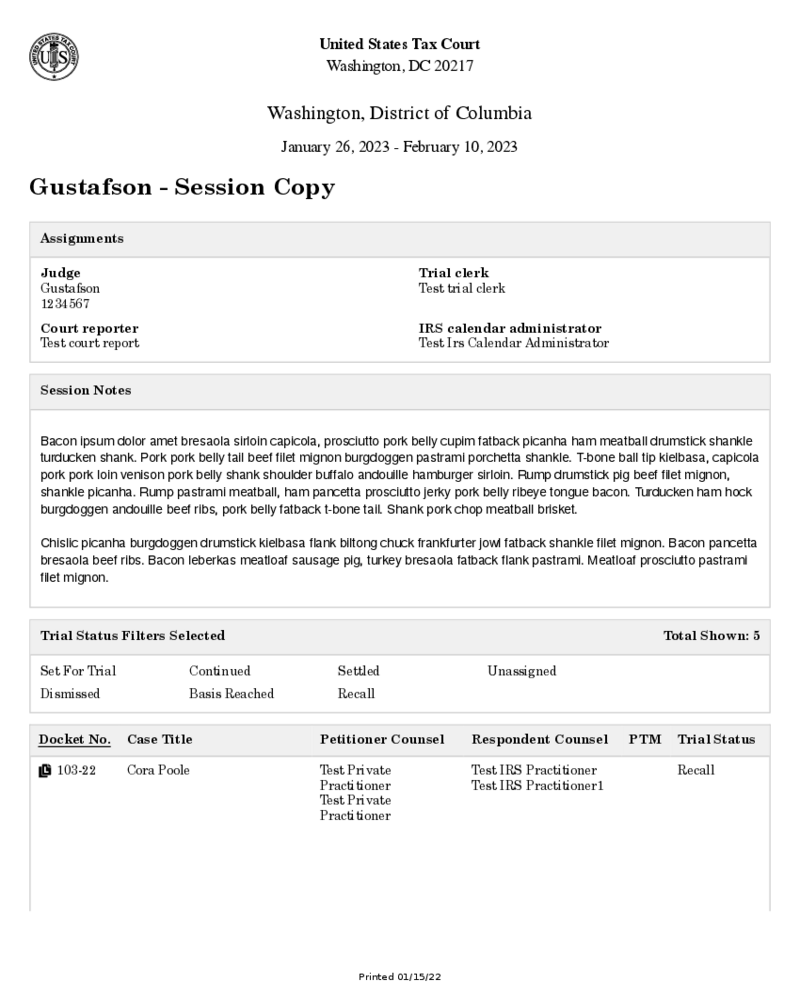 UNITED STATES TAX COURT
United States Tax Court
Washington, DC 20217
Washington, District of Columbia
January 26, 2023 - February 10, 2023
Gustafson - Session Copy
Assignments
Judge
Gustafson
1234567
Trial clerk
Test trial clerk
Court reporter
Test court report
IRS calendar administrator
Test Irs Calendar Administrator
Session Notes
Bacon ipsum dolor amet bresaola sirloin capicola, prosciutto pork belly cupim fatback picanha ham meatball drumstick shankle
turducken shank. Pork pork belly tail beef filet mignon burgdoggen pastrami porchetta shankle. T-bone ball tip kielbasa, capicola
pork pork loin venison pork belly shank shoulder buffalo andouille hamburger sirloin. Rump drumstick pig beef filet mignon,
shankle picanha. Rump pastrami meatball, ham pancetta prosciutto jerky pork belly ribeye tongue bacon. Turducken ham hock
burgdoggen andouille beef ribs, pork belly fatback t-bone tail. Shank pork chop meatball brisket.
Chislic picanha burgdoggen drumstick kielbasa flank biltong chuck frankfurter jowl fatback shankle filet mignon. Bacon pancetta
bresaola beef ribs. Bacon leberkas meatloaf sausage pig, turkey bresaola fatback flank pastrami. Meatloaf prosciutto pastrami
filet mignon.
Trial Status Filters Selected Total Shown: 5
Set For Trial Continued Settled Unassigned
Dismissed Basis Reached Recall
Docket No. Case Title Petitioner Counsel Respondent Counsel PTM Trial Status
L 103-22 Cora Poole Test Private Test IRS Practitioner Recall
Practitioner Test IRS Practitioner1
Test Private
Practitioner
Printed 01/15/22